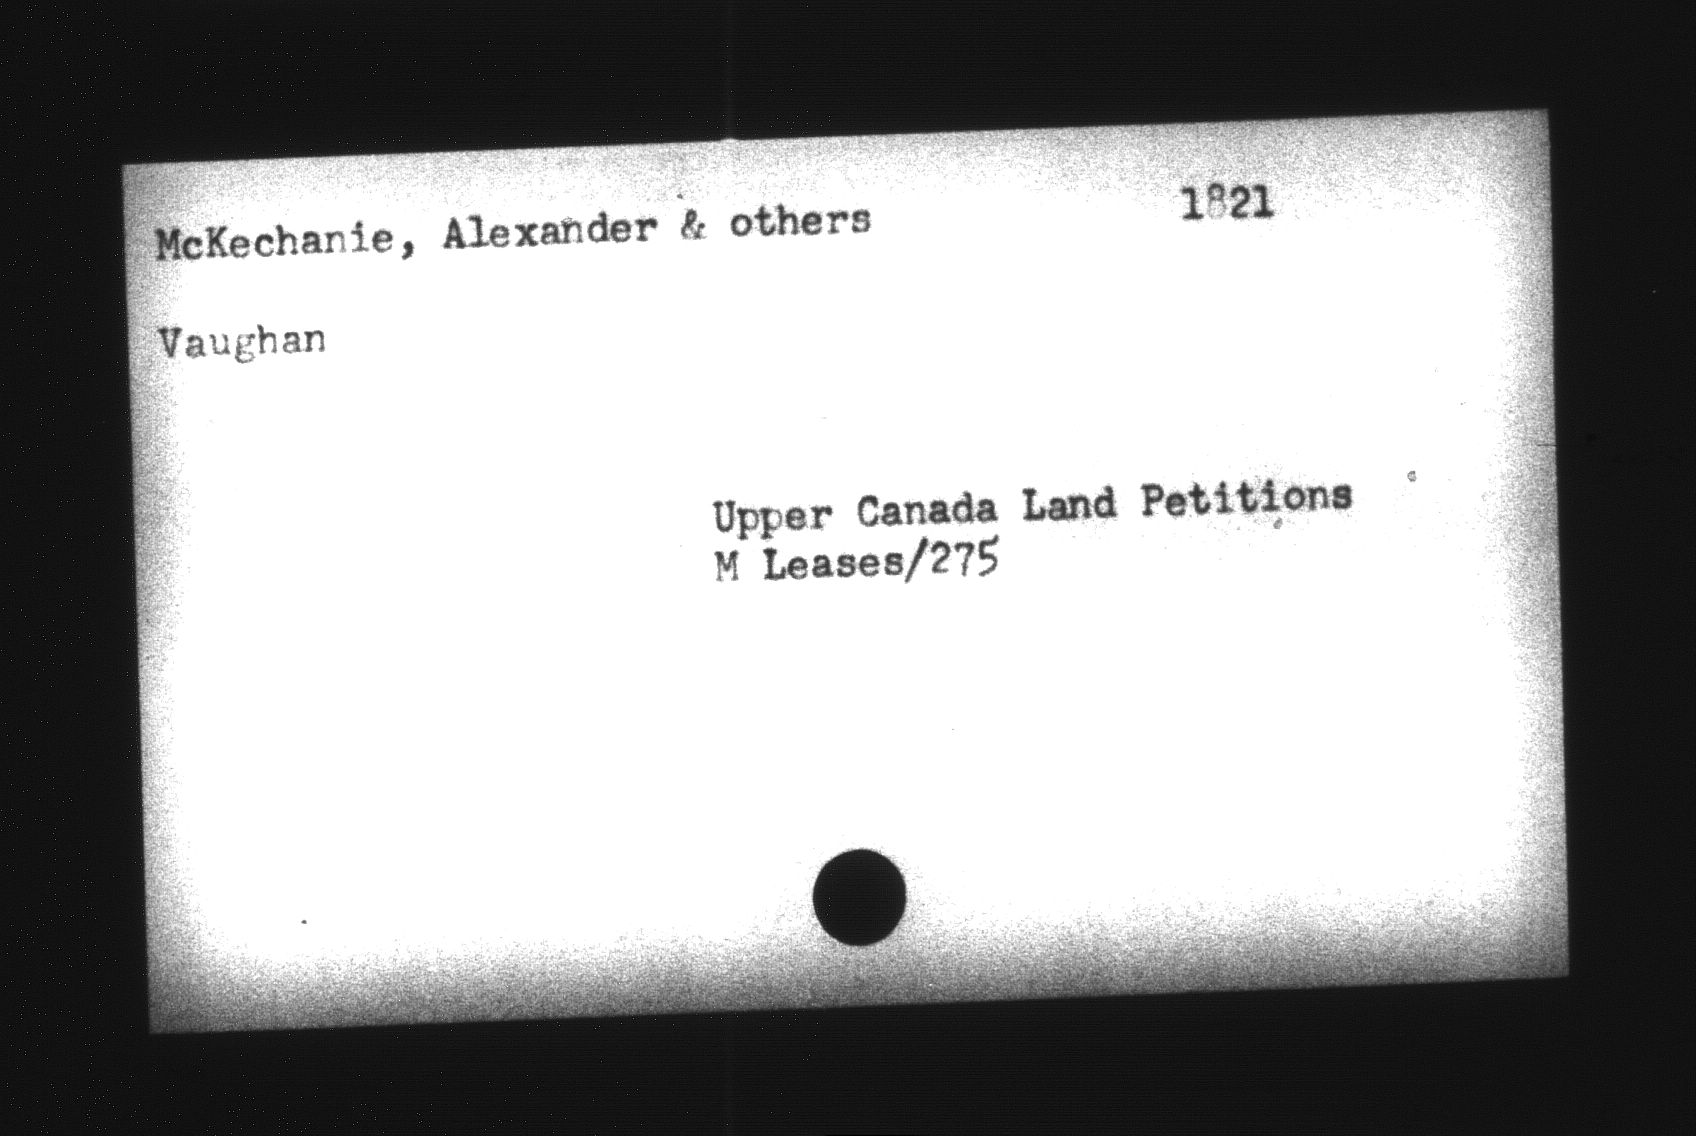 McKechanie, Alexander & others 1821
Vaughan
Upper Canada Land Petitions
M Leases/275